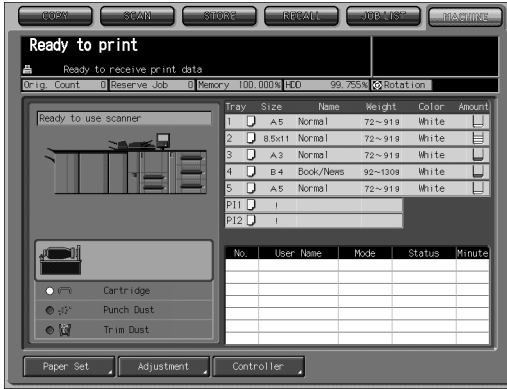 COPY SCAN STORE RECALL JOB LIST MACHINE
Ready to print
Ready to receive print data
Orig. Count 0 Reserve Job 0 Memory 100.000% HDD 99.755% Rotation
Ready to use scanner
Tray Size Name Weight Color Amount
1 A5 Normal 72~91g White
2 8.5x11 Normal 72~91g White
3 A3 Normal 72~91g White
4 B4 Book/News 92~130g White
5 A5 Normal 72~91g White
PI1 !
PI2 !
No. User Name Mode Status Minute
Cartridge
Punch Dust
Trim Dust
Paper Set Adjustment Controller